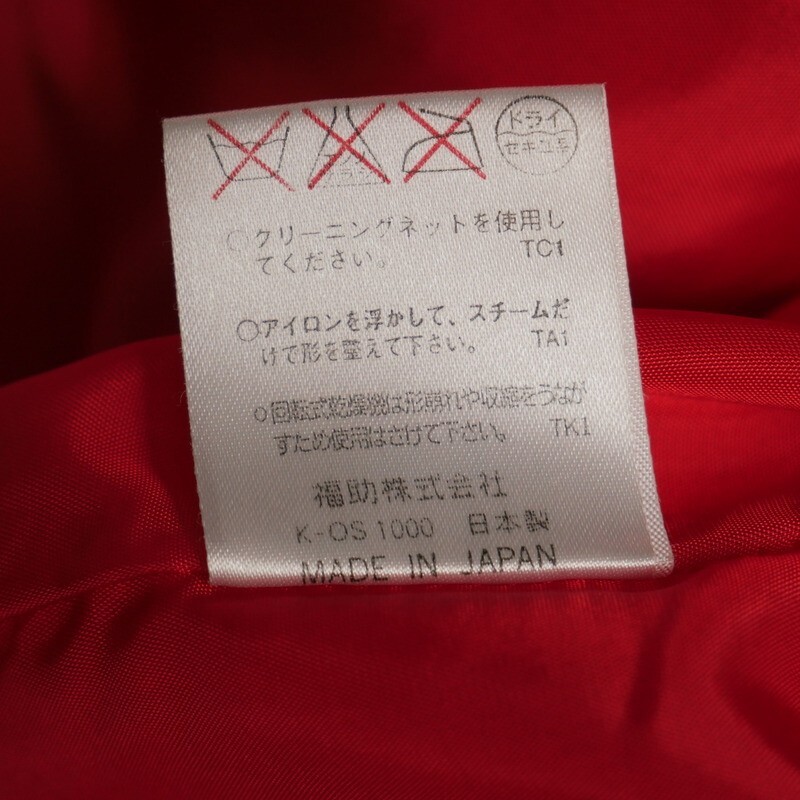 ドライ
セキユ系
クリーニングネットを使用し
てください。 TC1
○アイロンを浮かして、スチームだ
けで形を整えて下さい。 TA1
○回転式乾燥機は形崩れや収縮をうなが
すため使用はさけて下さい。 TK1
福助株式会社
K-OS 1000 日本製
MADE IN JAPAN